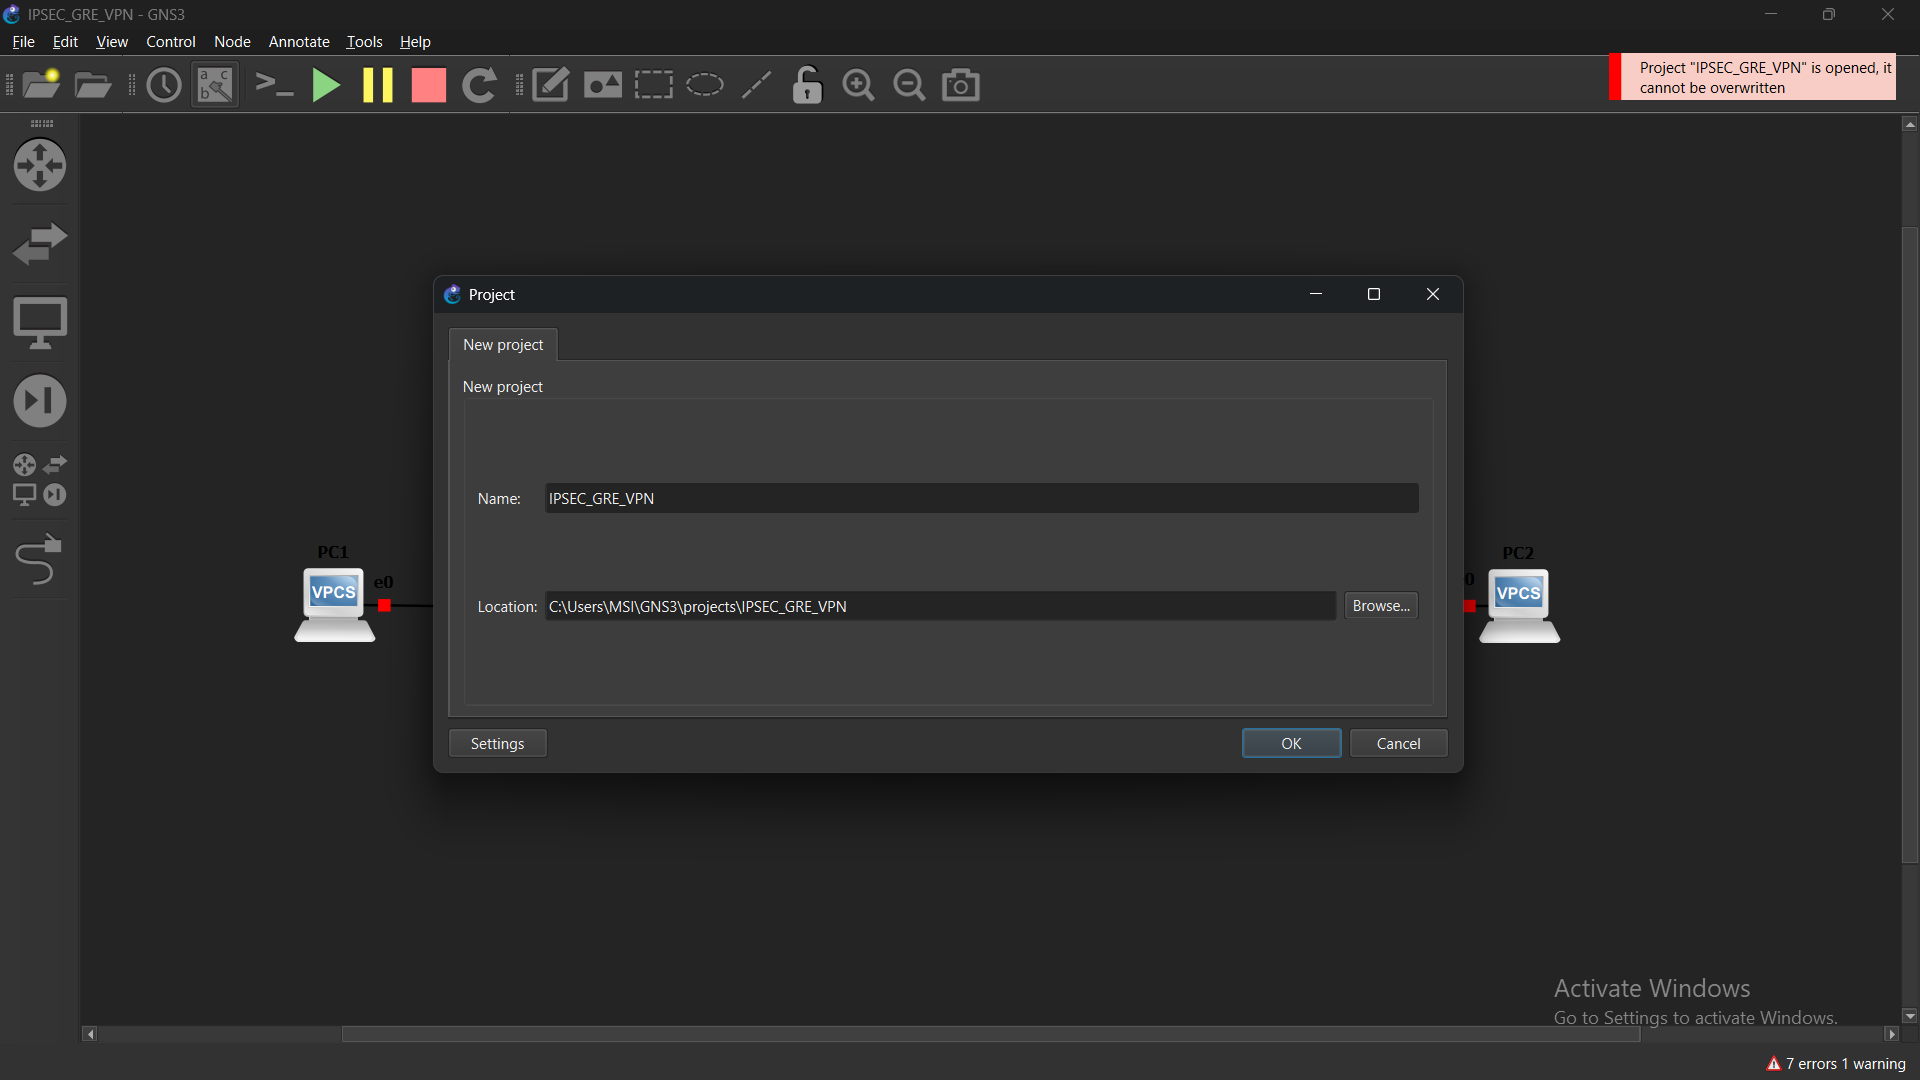 IPSEC_GRE_VPN - GNS3
File Edit View Control Node Annotate Tools Help
a c
b
Project "IPSEC_GRE_VPN" is opened, it
cannot be overwritten
Project
New project
New project
Name: IPSEC_GRE_VPN
Location: C:\Users\MSI\GNS3\projects\IPSEC_GRE_VPN Browse...
Settings OK Cancel
PC1
e0
VPCS
PC2
VPCS
Activate Windows
Go to Settings to activate Windows.
7 errors 1 warning